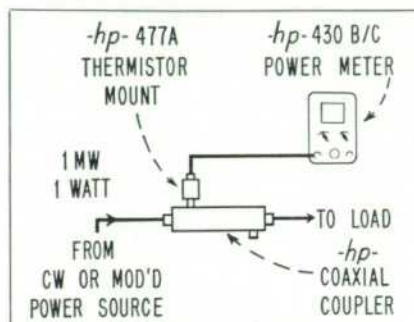 -hp- 477A
THERMISTOR
MOUNT
-hp- 430 B/C
POWER METER
1 MW
1 WATT
FROM
CW OR MOD'D
POWER SOURCE
TO LOAD
-hp-
COAXIAL
COUPLER